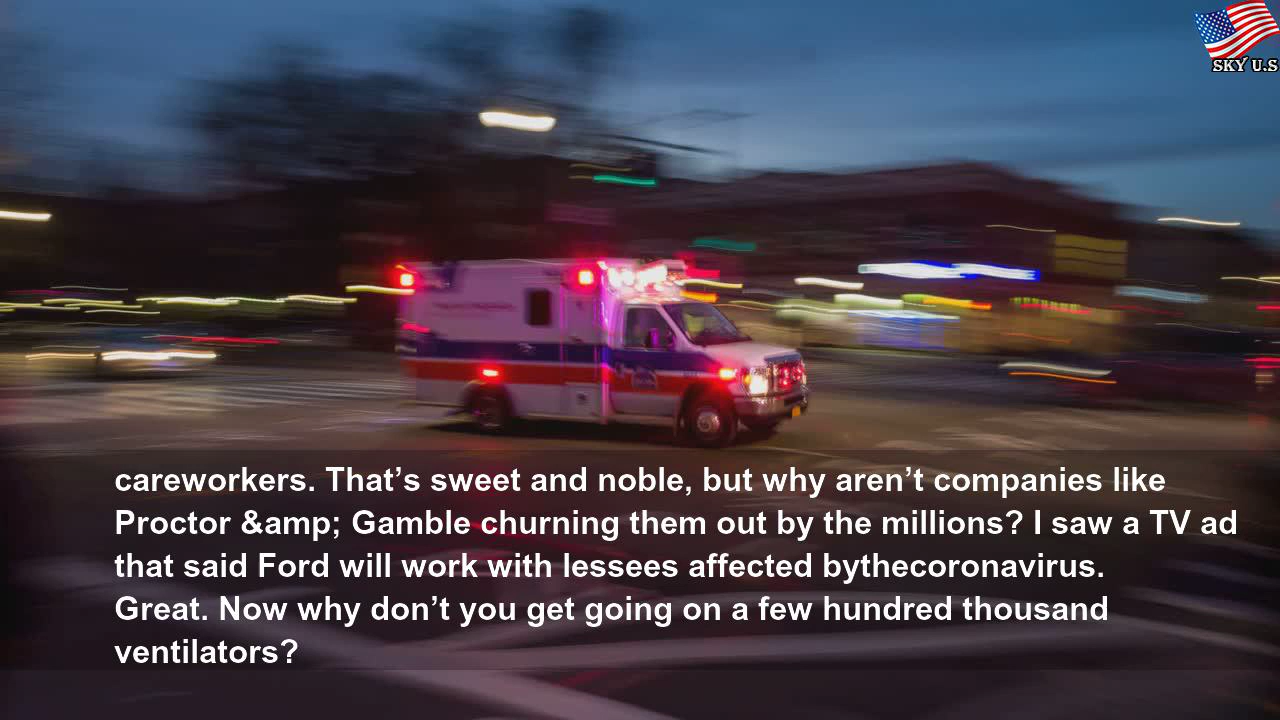 SKY U.S
careworkers. That’s sweet and noble, but why aren’t companies like
Proctor &amp; Gamble churning them out by the millions? I saw a TV ad
that said Ford will work with lessees affected bythecoronavirus.
Great. Now why don’t you get going on a few hundred thousand
ventilators?